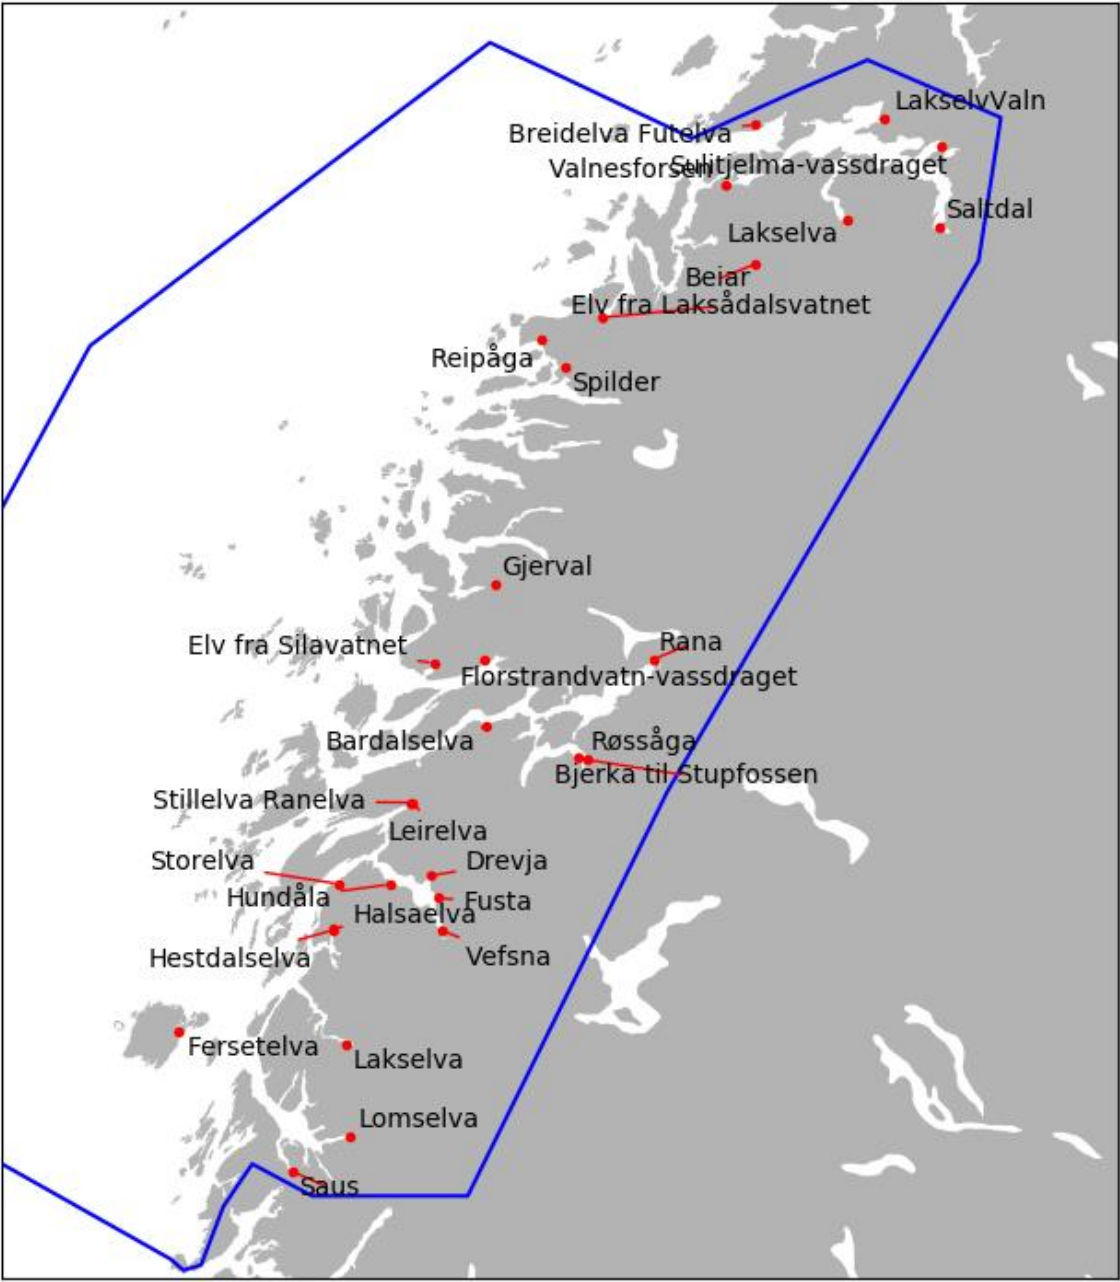 LakselvValn
Breidelva Futelva
Valnesforsen
Sulitjelma-vassdraget
Saltdal
Lakselva
Beiar
Elv fra Laksådalsvatnet
Reipåga
Spilder
Gjerval
Elv fra Silavatnet
Rana
Florstrandvatn-vassdraget
Bardalselva
Røssåga
Bjerka til Stupfossen
Stillelva Ranelva
Leirelva
Storelva
Drevja
Hundåla
Fusta
Halsaelva
Hestdalselva
Vefsna
Fersetelva
Lakselva
Lomselva
Saus